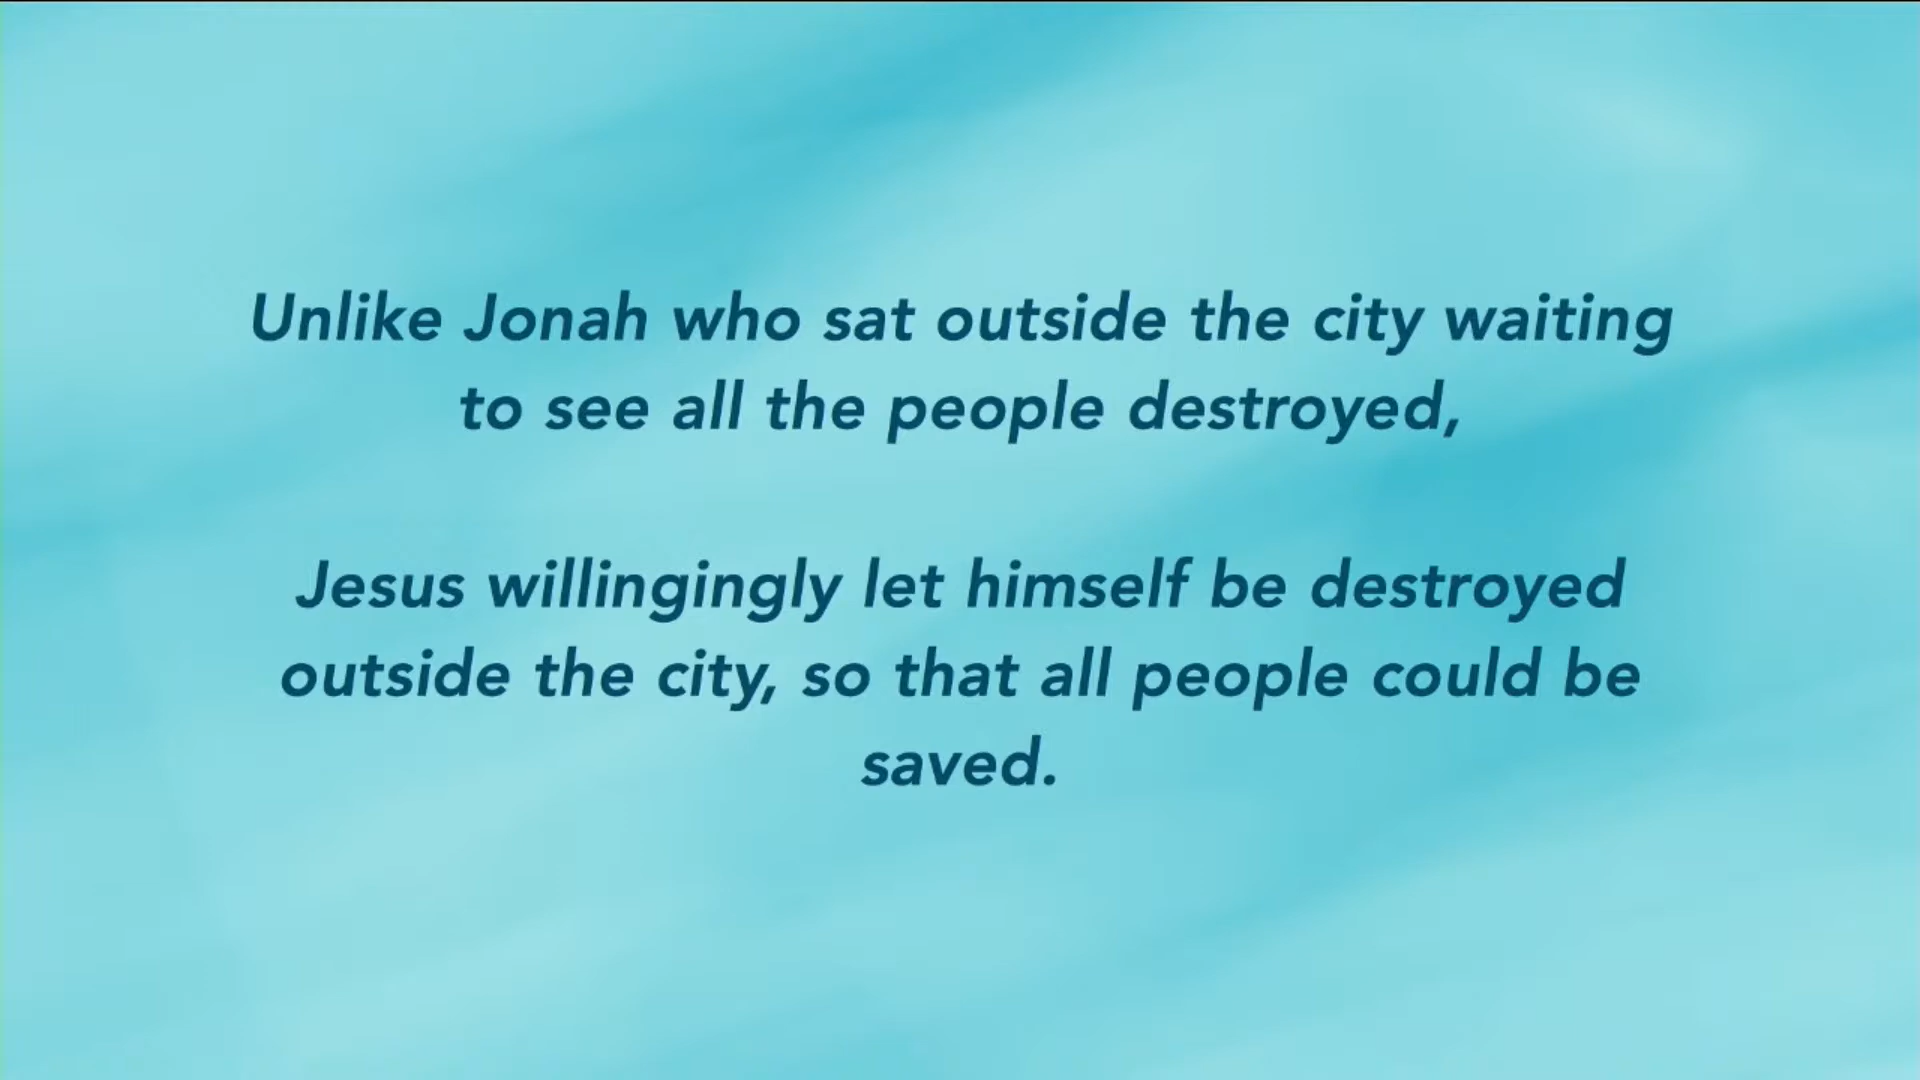 Unlike Jonah who sat outside the city waiting
to see all the people destroyed,
Jesus willingingly let himself be destroyed
outside the city, so that all people could be
saved.